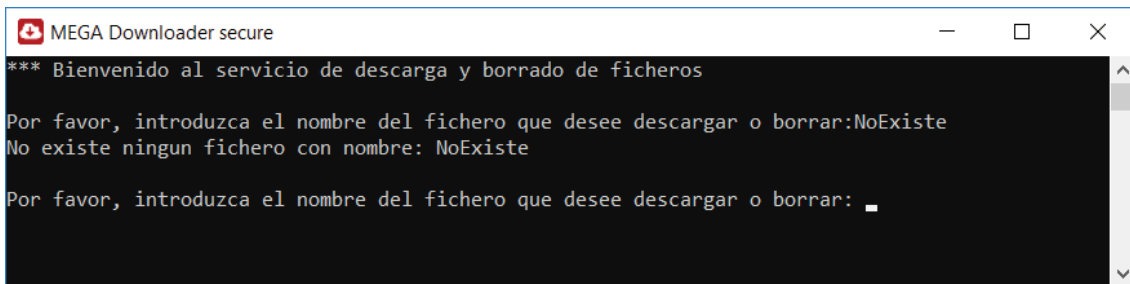 MEGA Downloader secure
*** Bienvenido al servicio de descarga y borrado de ficheros
Por favor, introduzca el nombre del fichero que desee descargar o borrar:NoExiste
No existe ningun fichero con nombre: NoExiste
Por favor, introduzca el nombre del fichero que desee descargar o borrar: